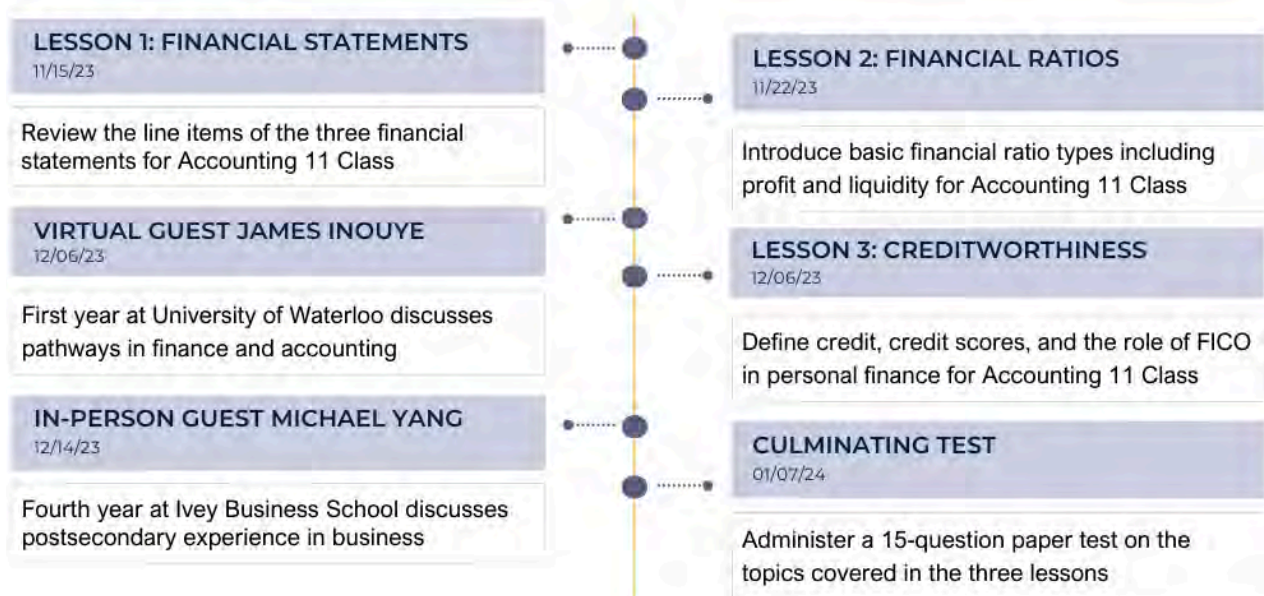 LESSON 1: FINANCIAL STATEMENTS
11/15/23
Review the line items of the three financial
statements for Accounting 11 Class
LESSON 2: FINANCIAL RATIOS
11/22/23
Introduce basic financial ratio types including
profit and liquidity for Accounting 11 Class
VIRTUAL GUEST JAMES INOUYE
12/06/23
First year at University of Waterloo discusses
pathways in finance and accounting
LESSON 3: CREDITWORTHINESS
12/06/23
Define credit, credit scores, and the role of FICO
in personal finance for Accounting 11 Class
IN-PERSON GUEST MICHAEL YANG
12/14/23
Fourth year at Ivey Business School discusses
postsecondary experience in business
CULMINATING TEST
01/07/24
Administer a 15-question paper test on the
topics covered in the three lessons